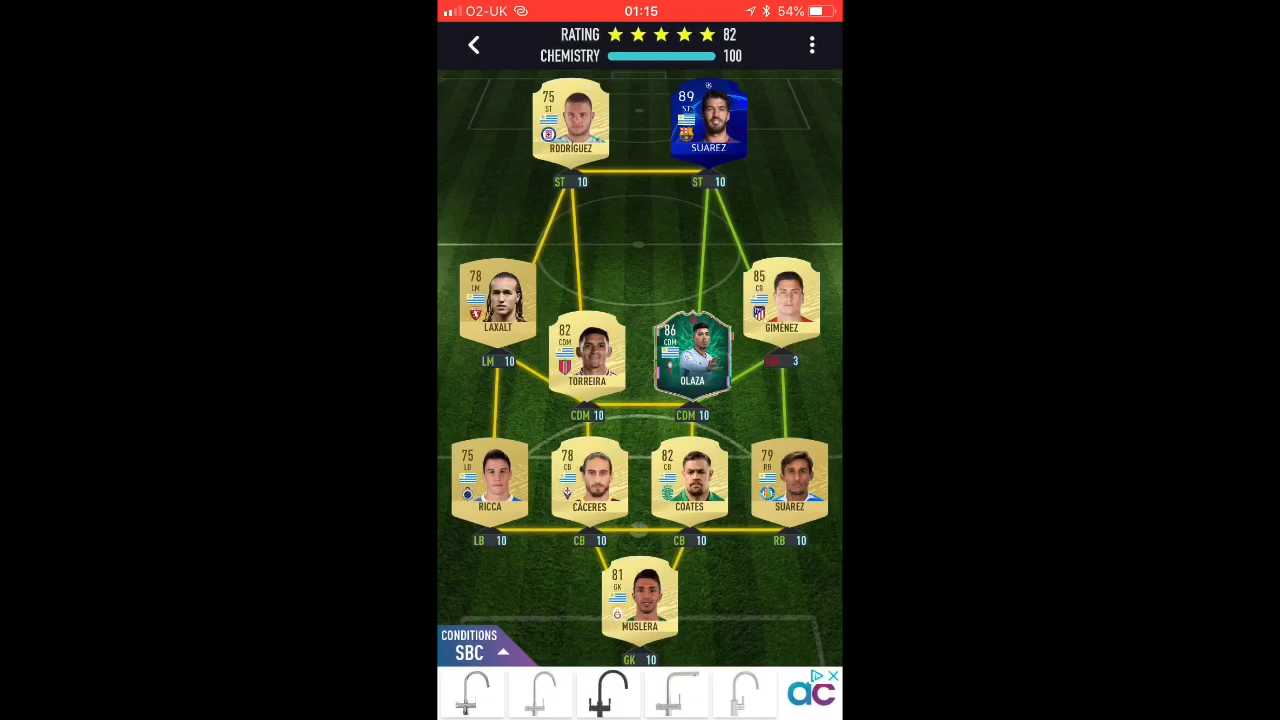 O2-UK 01:15 54%
RATING 82
CHEMISTRY 100
75 ST RODRIGUEZ
89 ST SUAREZ
ST 10
ST 10
78 LM LAXALT
85 CB GIMÉNEZ
82 CDM TORREIRA
86 CDM OLAZA
LM 10
3
CDM 10
CDM 10
75 LB RICCA
78 CB CÁCERES
82 CB COATES
79 RB SUÁREZ
LB 10
CB 10
CB 10
RB 10
81 GK MUSLERA
CONDITIONS
SBC
GK 10
ac